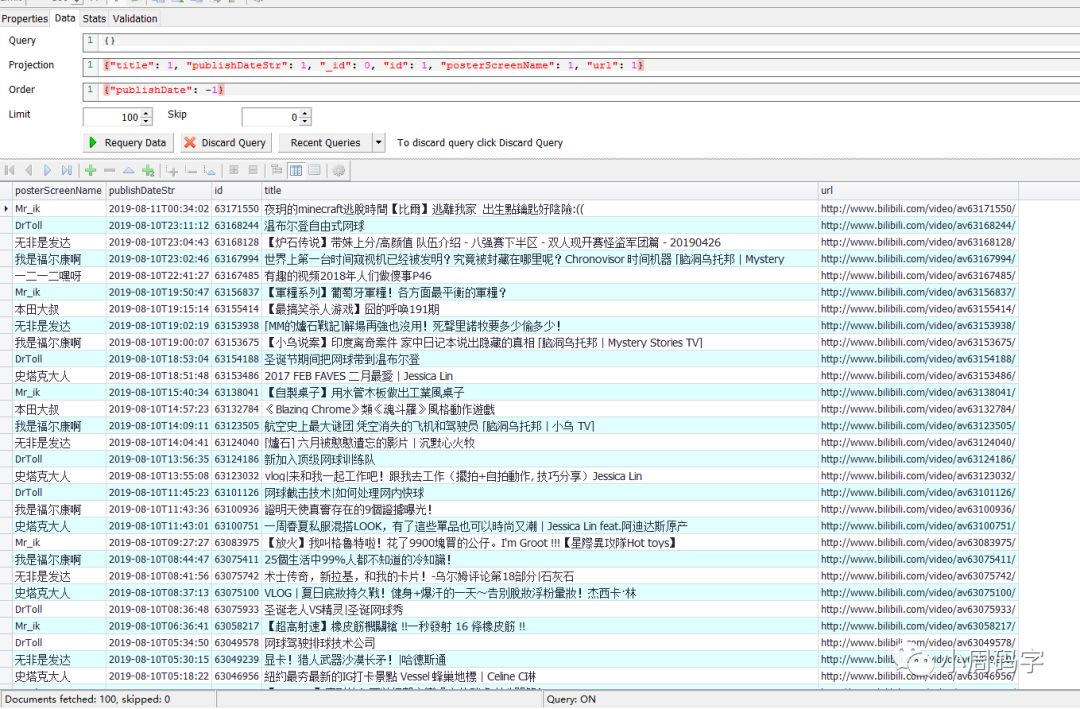 Properties Data Stats Validation
Query 1 {}
Projection 1 {"title": 1, "publishDateStr": 1, "_id": 0, "id": 1, "posterScreenName": 1, "url": 1}
Order 1 {"publishDate": -1}
Limit 100 Skip 0
Requery Data Discard Query Recent Queries To discard query click Discard Query
posterScreenName publishDateStr id title url
Mr_ik 2019-08-11T00:34:02 63171550 夜玥的minecraft逃脫時間【比爾】逃離我家 出生點鑰匙好陰險:(( http://www.bilibili.com/video/av63171550/
DrToll 2019-08-10T23:11:12 63168244 温布尔登自由式网球 http://www.bilibili.com/video/av63168244/
无非是发达 2019-08-10T23:04:43 63168128 【炉石传说】带妹上分/高颜值 队伍介绍 - 八强赛下半区 - 双人现开赛怪盗军团篇 - 20190426 http://www.bilibili.com/video/av63168128/
我是福尔康啊 2019-08-10T23:02:46 63167994 世界上第一台时间窥视机已经被发明？究竟被封藏在哪里呢？Chronovisor 时间机器 ⌈脑洞乌托邦 | Mystery http://www.bilibili.com/video/av63167994/
一二一二嘿呀 2019-08-10T22:41:27 63167485 有趣的视频2018年人们做傻事P46 http://www.bilibili.com/video/av63167485/
Mr_ik 2019-08-10T19:50:47 63156837 【軍糧系列】葡萄牙軍糧！各方面最平衡的軍糧？ http://www.bilibili.com/video/av63156837/
本田大叔 2019-08-10T19:15:14 63155414 【最搞笑杀人游戏】囧的呼唤191期 http://www.bilibili.com/video/av63155414/
无非是发达 2019-08-10T19:02:19 63153938 ⌈MM的爐石戰記⌋解場再強也沒用！死聲里諾牧要多少偷多少！ http://www.bilibili.com/video/av63153938/
我是福尔康啊 2019-08-10T19:00:07 63153675 【小乌说案】印度离奇案件 家中日记本说出隐藏的真相 ⌈脑洞乌托邦 | Mystery Stories TV⌋ http://www.bilibili.com/video/av63153675/
DrToll 2019-08-10T18:53:04 63154188 圣诞节期间把网球带到温布尔登 http://www.bilibili.com/video/av63154188/
史塔克大人 2019-08-10T18:51:48 63153486 2017 FEB FAVES 二月最愛 | Jessica Lin http://www.bilibili.com/video/av63153486/
Mr_ik 2019-08-10T15:40:34 63138041 【自製桌子】用水管木板做出工業風桌子 http://www.bilibili.com/video/av63138041/
本田大叔 2019-08-10T14:57:23 63132784 《Blazing Chrome》類《魂斗羅》風格動作遊戲 http://www.bilibili.com/video/av63132784/
我是福尔康啊 2019-08-10T14:09:11 63123505 航空史上最大谜团 凭空消失的飞机和驾驶员 ⌈脑洞乌托邦 | 小乌 TV⌋ http://www.bilibili.com/video/av63123505/
无非是发达 2019-08-10T14:04:41 63124040 ⌈爐石⌋ 六月被憨憨遺忘的影片 | 沉默心火牧 http://www.bilibili.com/video/av63124040/
DrToll 2019-08-10T13:56:35 63124186 新加入顶级网球训练队 http://www.bilibili.com/video/av63124186/
史塔克大人 2019-08-10T13:55:08 63123032 vlog|来和我一起工作吧！跟我去工作（擺拍+自拍動作, 技巧分享）Jessica Lin http://www.bilibili.com/video/av63123032/
DrToll 2019-08-10T11:45:23 63101126 网球截击技术|如何处理网内快球 http://www.bilibili.com/video/av63101126/
我是福尔康啊 2019-08-10T11:43:36 63100936 證明天使真實存在的9個證據曝光！ http://www.bilibili.com/video/av63100936/
史塔克大人 2019-08-10T11:43:01 63100751 一周春夏私服混搭LOOK，有了這些單品也可以時尚又潮 | Jessica Lin feat.阿迪达斯原产 http://www.bilibili.com/video/av63100751/
Mr_ik 2019-08-10T09:27:27 63083975 【放火】我叫格鲁特啦！花了9900塊買的公仔。I'm Groot !!!【星際異攻隊Hot toys】 http://www.bilibili.com/video/av63083975/
我是福尔康啊 2019-08-10T08:44:47 63075411 25個生活中99%人都不知道的冷知識！ http://www.bilibili.com/video/av63075411/
无非是发达 2019-08-10T08:41:56 63075742 术士传奇，新拉基，和我的卡片！-乌尔姆评论第18部分|石灰石 http://www.bilibili.com/video/av63075742/
史塔克大人 2019-08-10T08:37:13 63075100 VLOG | 夏日底妝持久戰！健身+爆汗的一天～告別脫妝浮粉暈妝！杰西卡·林 http://www.bilibili.com/video/av63075100/
DrToll 2019-08-10T08:36:48 63075933 圣诞老人VS精灵|圣诞网球秀 http://www.bilibili.com/video/av63075933/
Mr_ik 2019-08-10T06:36:41 63058217 【超高射速】橡皮筋機關槍 !!一秒發射 16 條橡皮筋 !! http://www.bilibili.com/video/av63058217/
DrToll 2019-08-10T05:34:50 63049578 网球驾驶排球技术公司 http://www.bilibili.com/video/av63049578/
无非是发达 2019-08-10T05:30:15 63049239 显卡！猎人武器沙漠长矛！|哈德斯通 http://www.bilibili.com/video/av63049239/
史塔克大人 2019-08-10T05:18:22 63046956 紐約最夯最新的IG打卡景點 Vessel 蜂巢地標 | Celine CI琳 http://www.bilibili.com/video/av63046956/
小周码字
Documents fetched: 100, skipped: 0 Query: ON